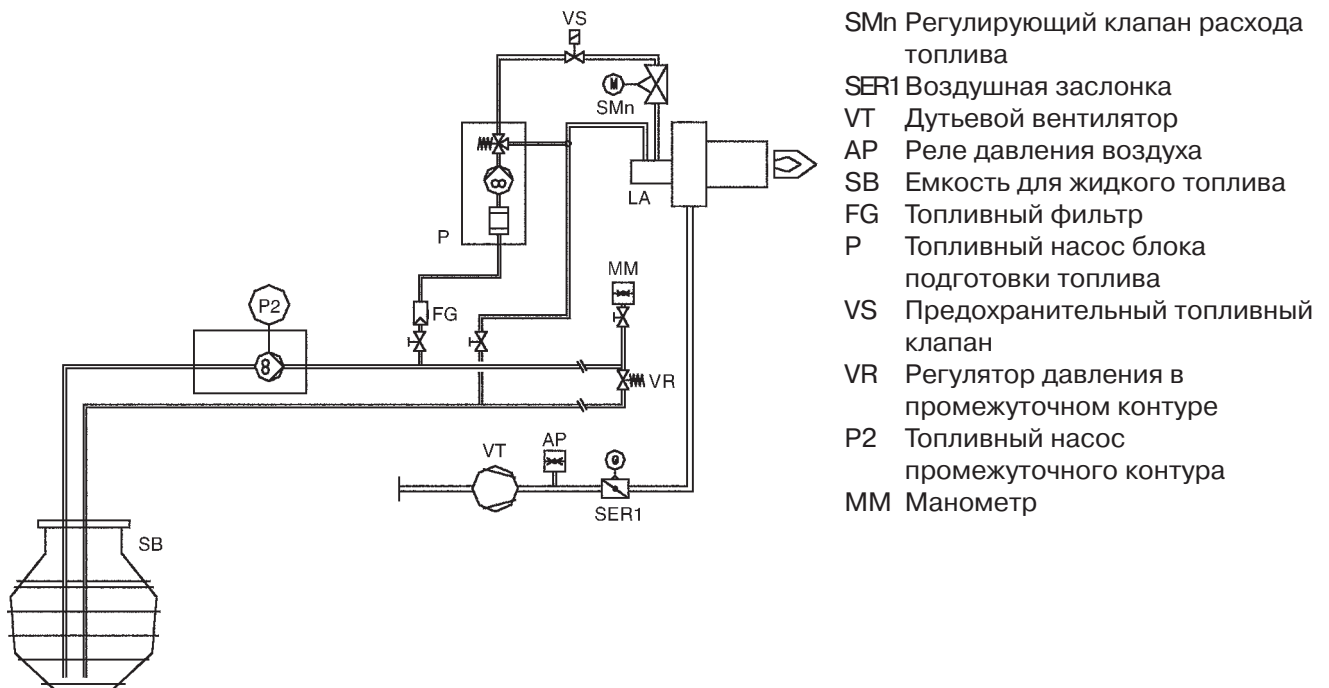 VS
M
SMn
P
LA
MM
FG
P2
8
8
VR
AP
VT
G
SER1
SB
SMn Регулирующий клапан расхода
топлива
SER1 Воздушная заслонка
VT Дутьевой вентилятор
AP Реле давления воздуха
SB Емкость для жидкого топлива
FG Топливный фильтр
P Топливный насос блока
подготовки топлива
VS Предохранительный топливный
клапан
VR Регулятор давления в
промежуточном контуре
P2 Топливный насос
промежуточного контура
MM Манометр